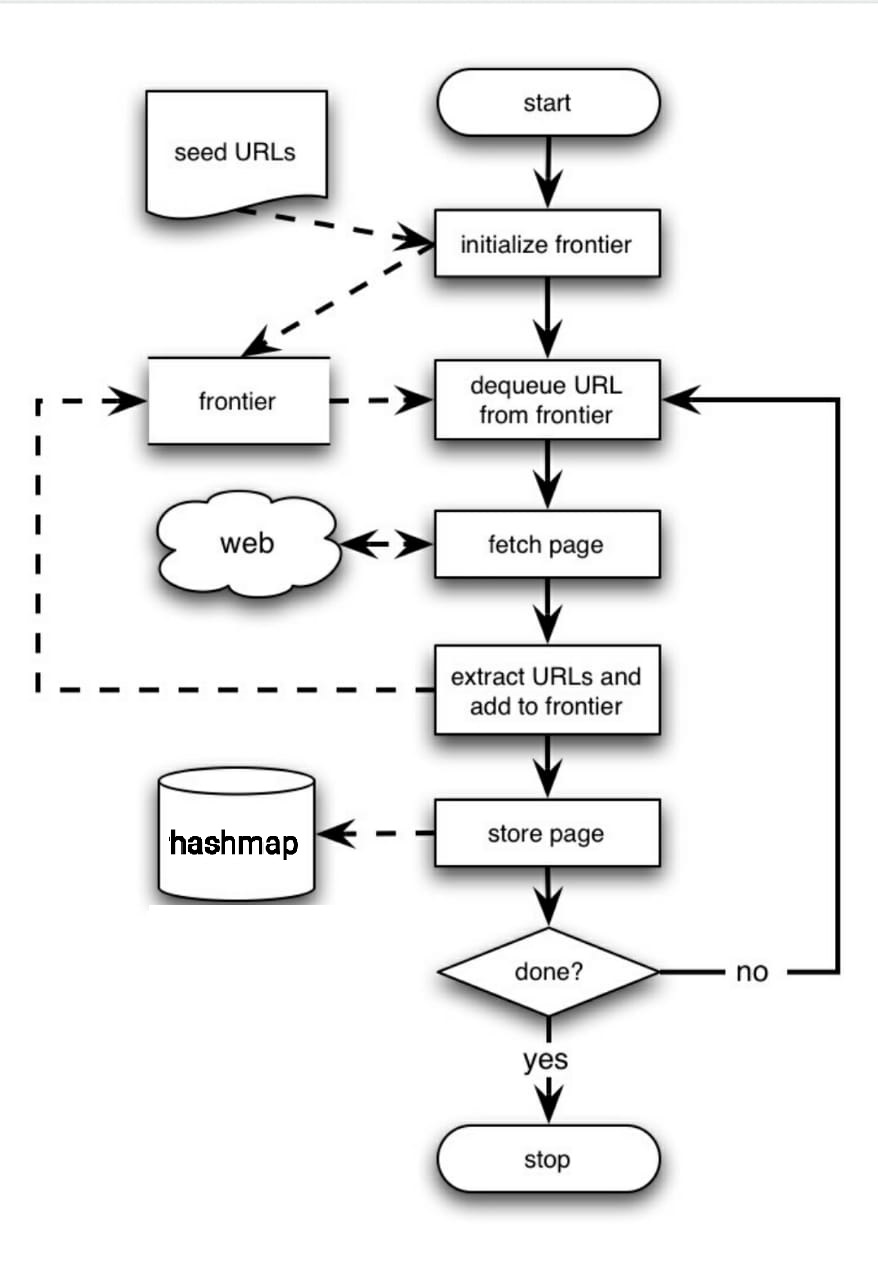 start
seed URLs
initialize frontier
frontier
dequeue URL
from frontier
web
fetch page
extract URLs and
add to frontier
hashmap
store page
done?
no
yes
stop